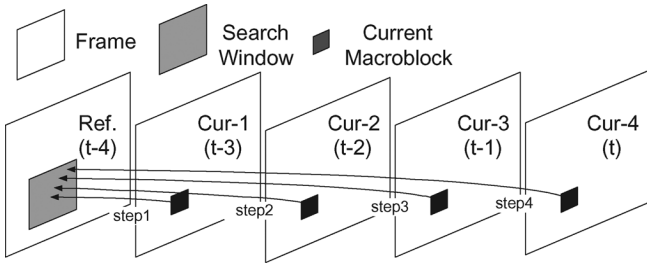 Frame
Search
Window
Current
Macroblock
Ref.
(t-4)
Cur-1
(t-3)
Cur-2
(t-2)
Cur-3
(t-1)
Cur-4
(t)
step1
step2
step3
step4